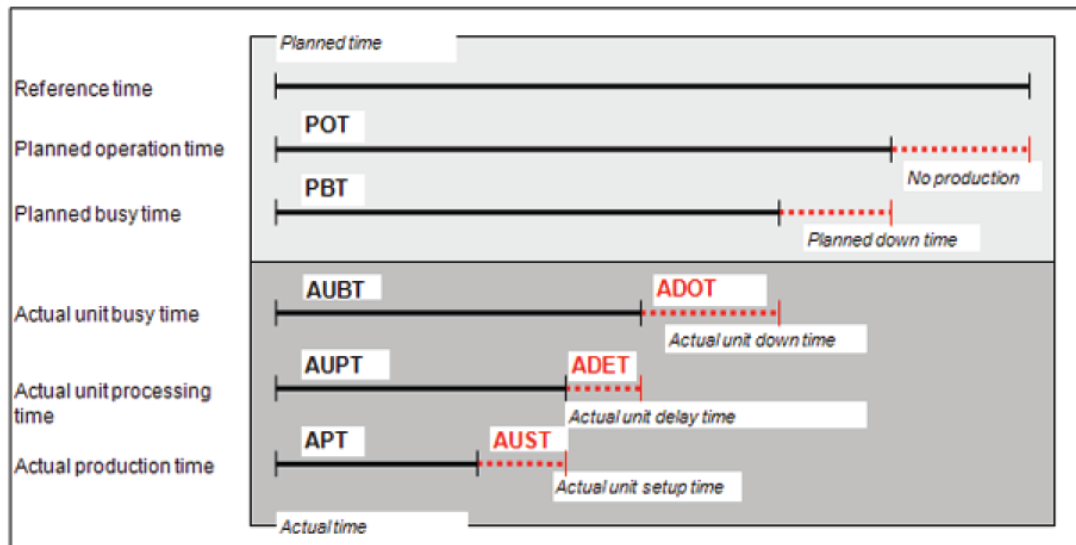 Planned time
Reference time
POT
Planned operation time
No production
PBT
Planned busy time
Planned down time
AUBT
ADOT
Actual unit busy time
Actual unit down time
AUPT
ADET
Actual unit processing
time
Actual unit delay time
APT
AUST
Actual production time
Actual unit setup time
Actual time